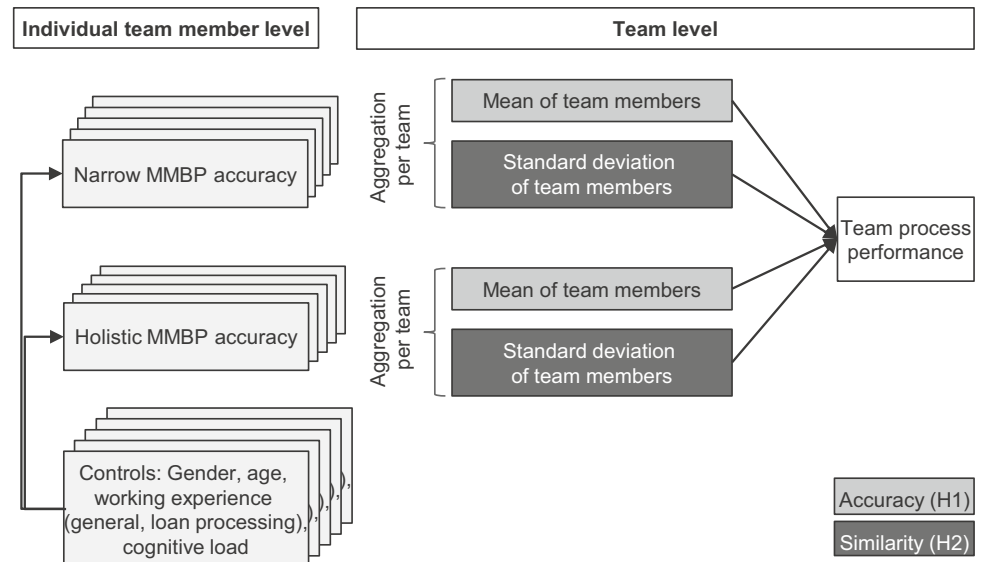 Individual team member level
Team level
Narrow MMBP accuracy
Aggregation
per team
Mean of team members
Standard deviation
of team members
Holistic MMBP accuracy
Aggregation
per team
Mean of team members
Standard deviation
of team members
Team process
performance
Controls: Gender, age,
working experience
(general, loan processing),
cognitive load
),
),
),
),
Accuracy (H1)
Similarity (H2)